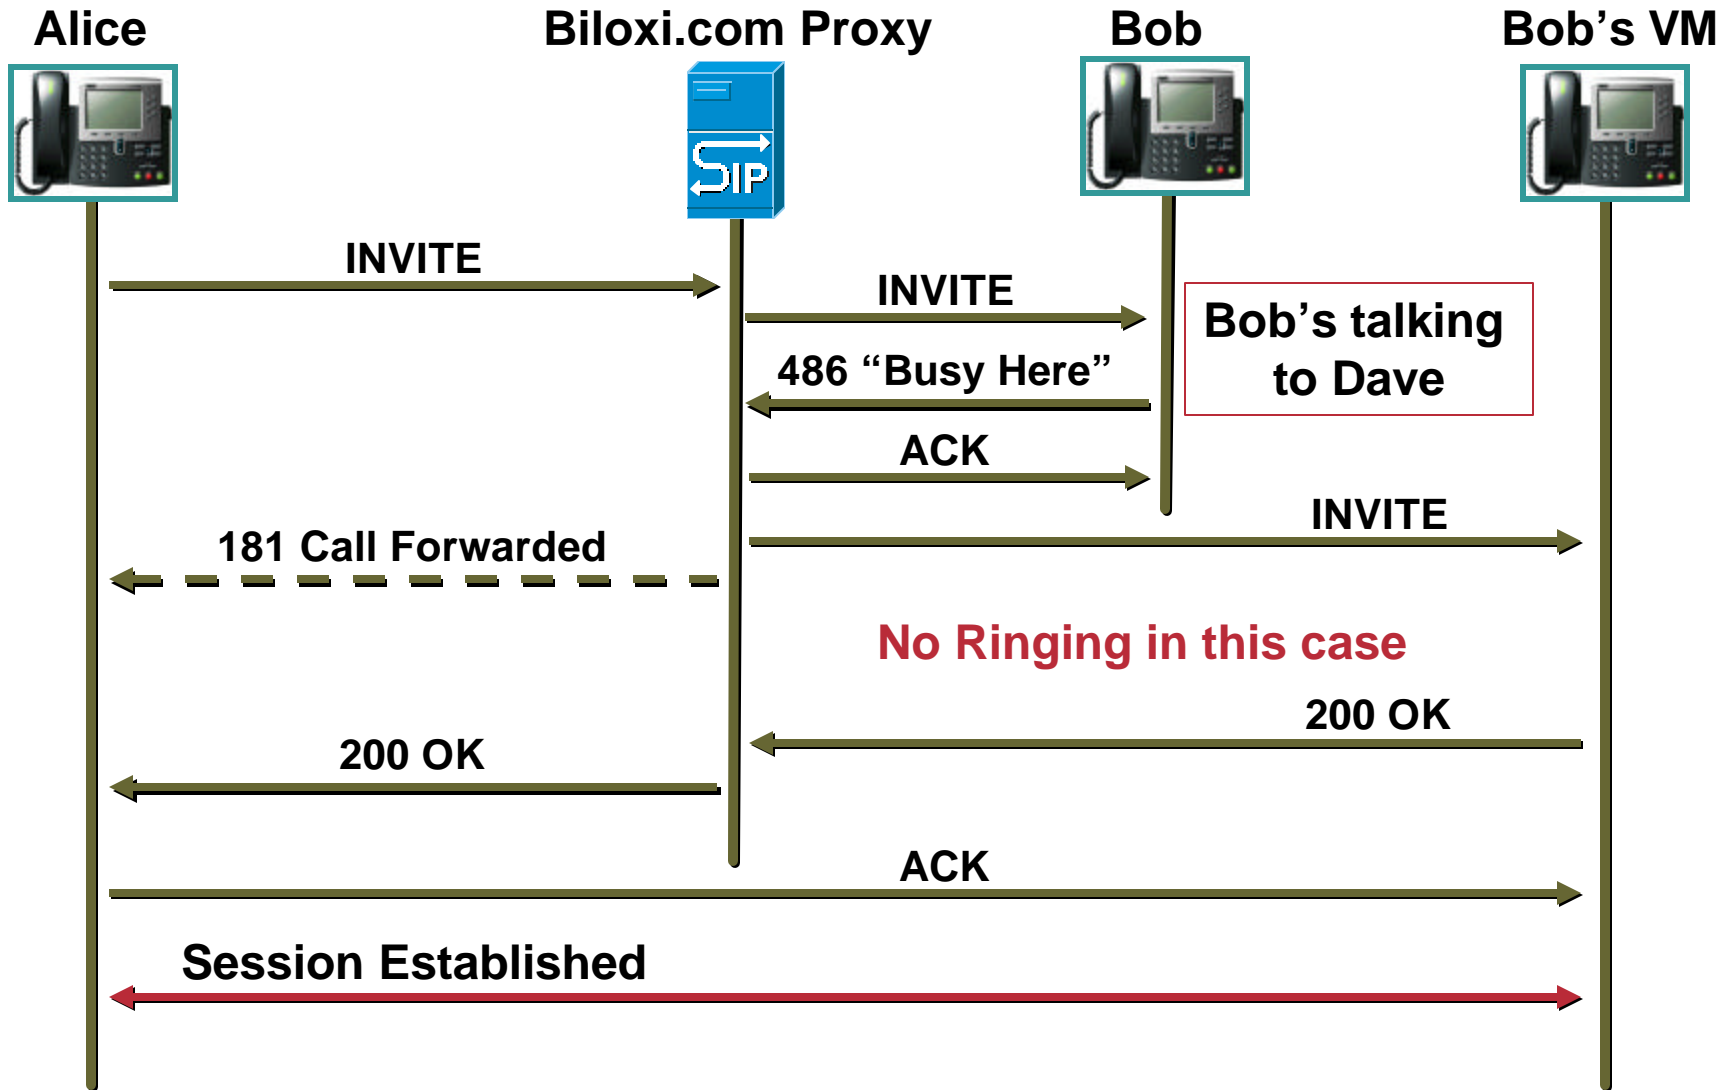 Alice
Biloxi.com Proxy
Bob
Bob’s VM
SIP
INVITE
INVITE
Bob’s talking
to Dave
486 “Busy Here”
ACK
INVITE
181 Call Forwarded
No Ringing in this case
200 OK
200 OK
ACK
Session Established